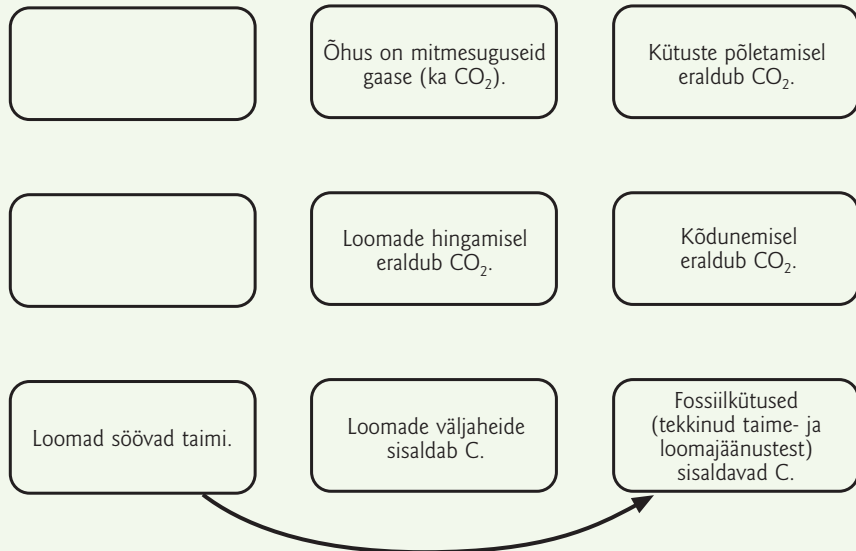 Õhus on mitmesuguseid
gaase (ka CO₂).
Kütuste põletamisel
eraldub CO₂.
Loomade hingamisel
eraldub CO₂.
Kõdunemisel
eraldub CO₂.
Loomad söövad taimi.
Loomade väljaheide
sisaldab C.
Fossiilkütused
(tekkinud taime- ja
loomajäänustest)
sisaldavad C.